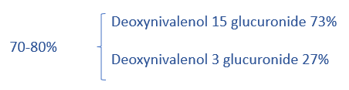 Deoxynivalenol 15 glucuronide 73%
70-80%
Deoxynivalenol 3 glucuronide 27%